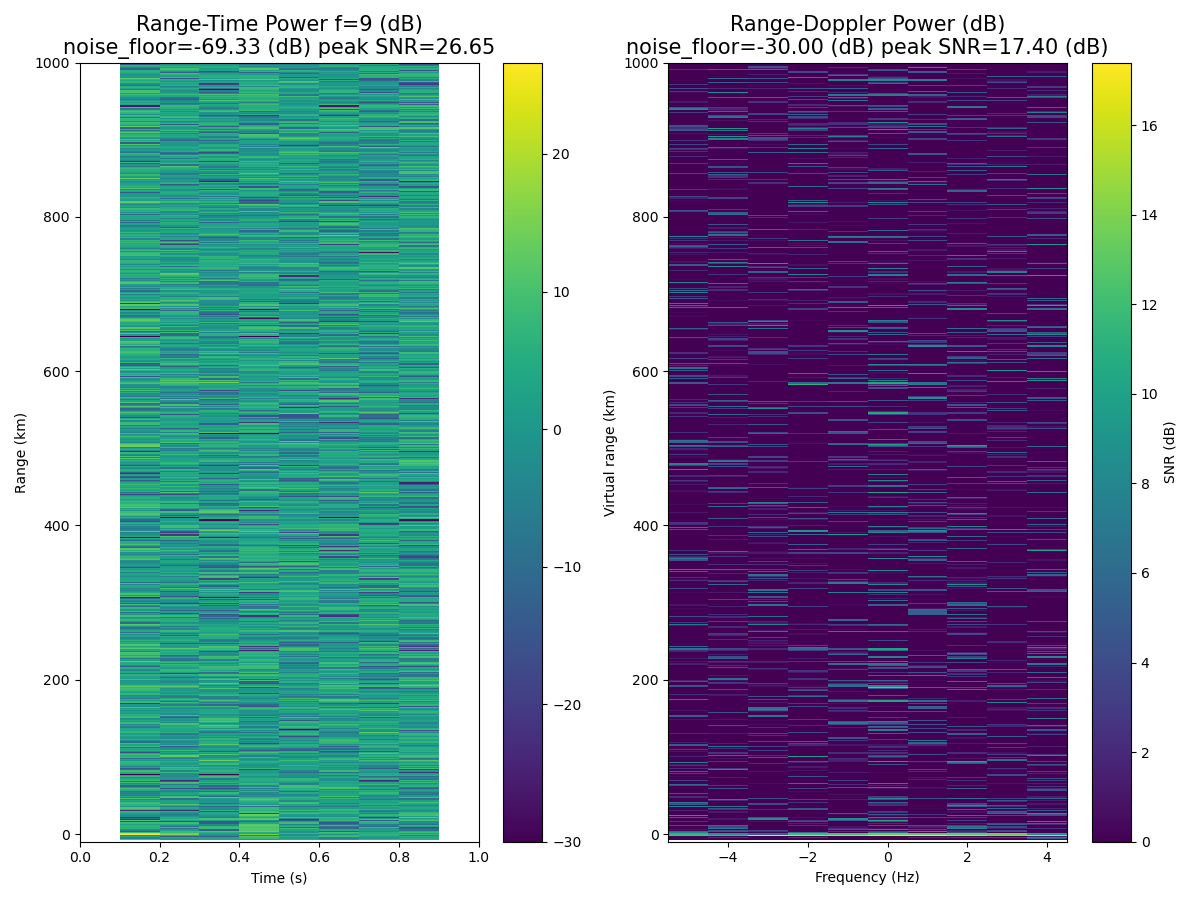 Range-Time Power f=9 (dB)
noise_floor=-69.33 (dB) peak SNR=26.65
Range (km)
1000
800
600
400
200
0
0.0 0.2 0.4 0.6 0.8 1.0
Time (s)
20
10
0
−10
−20
−30
Range-Doppler Power (dB)
noise_floor=-30.00 (dB) peak SNR=17.40 (dB)
Virtual range (km)
1000
800
600
400
200
0
−4 −2 0 2 4
Frequency (Hz)
16
14
12
10
8
6
4
2
0
SNR (dB)